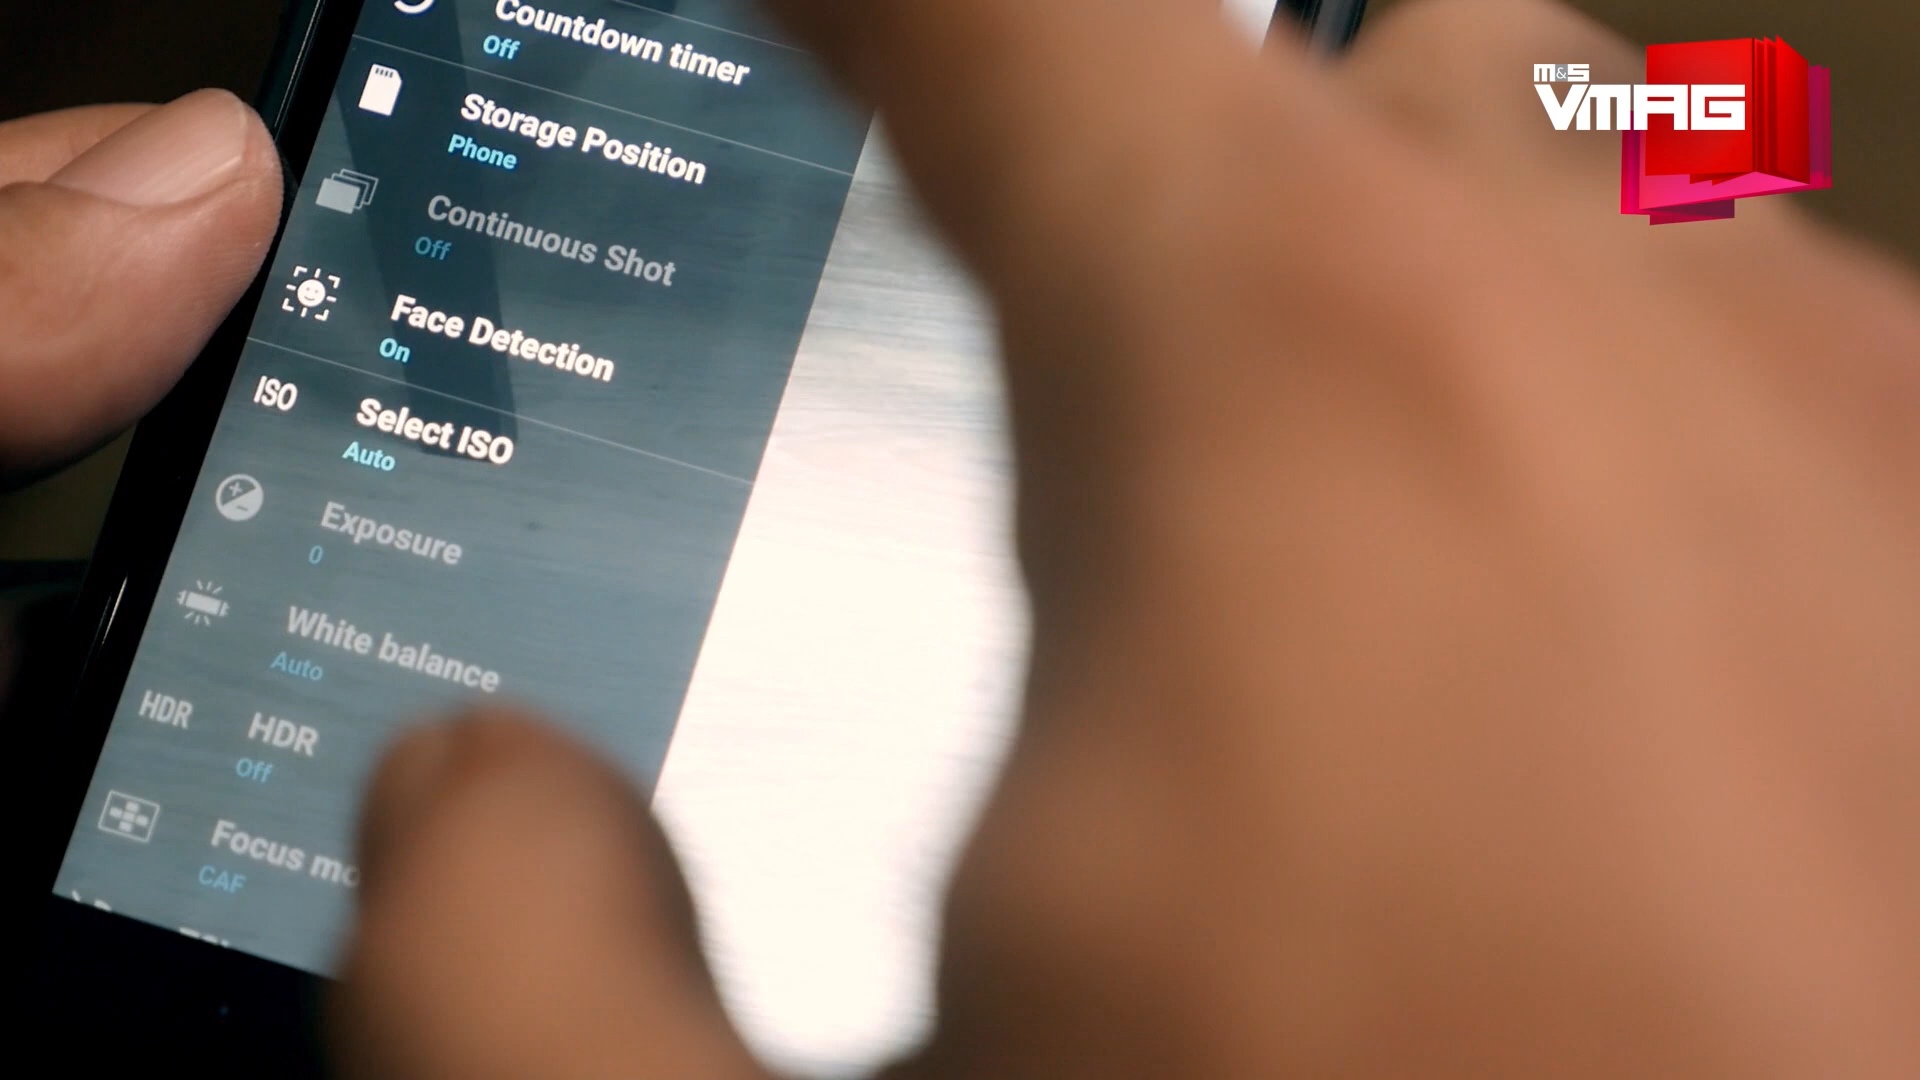 M&S
VMAG
Countdown timer
Off
Storage Position
Phone
Continuous Shot
Off
Face Detection
On
ISO
Select ISO
Auto
Exposure
0
White balance
Auto
HDR
HDR
Off
Focus
CAF